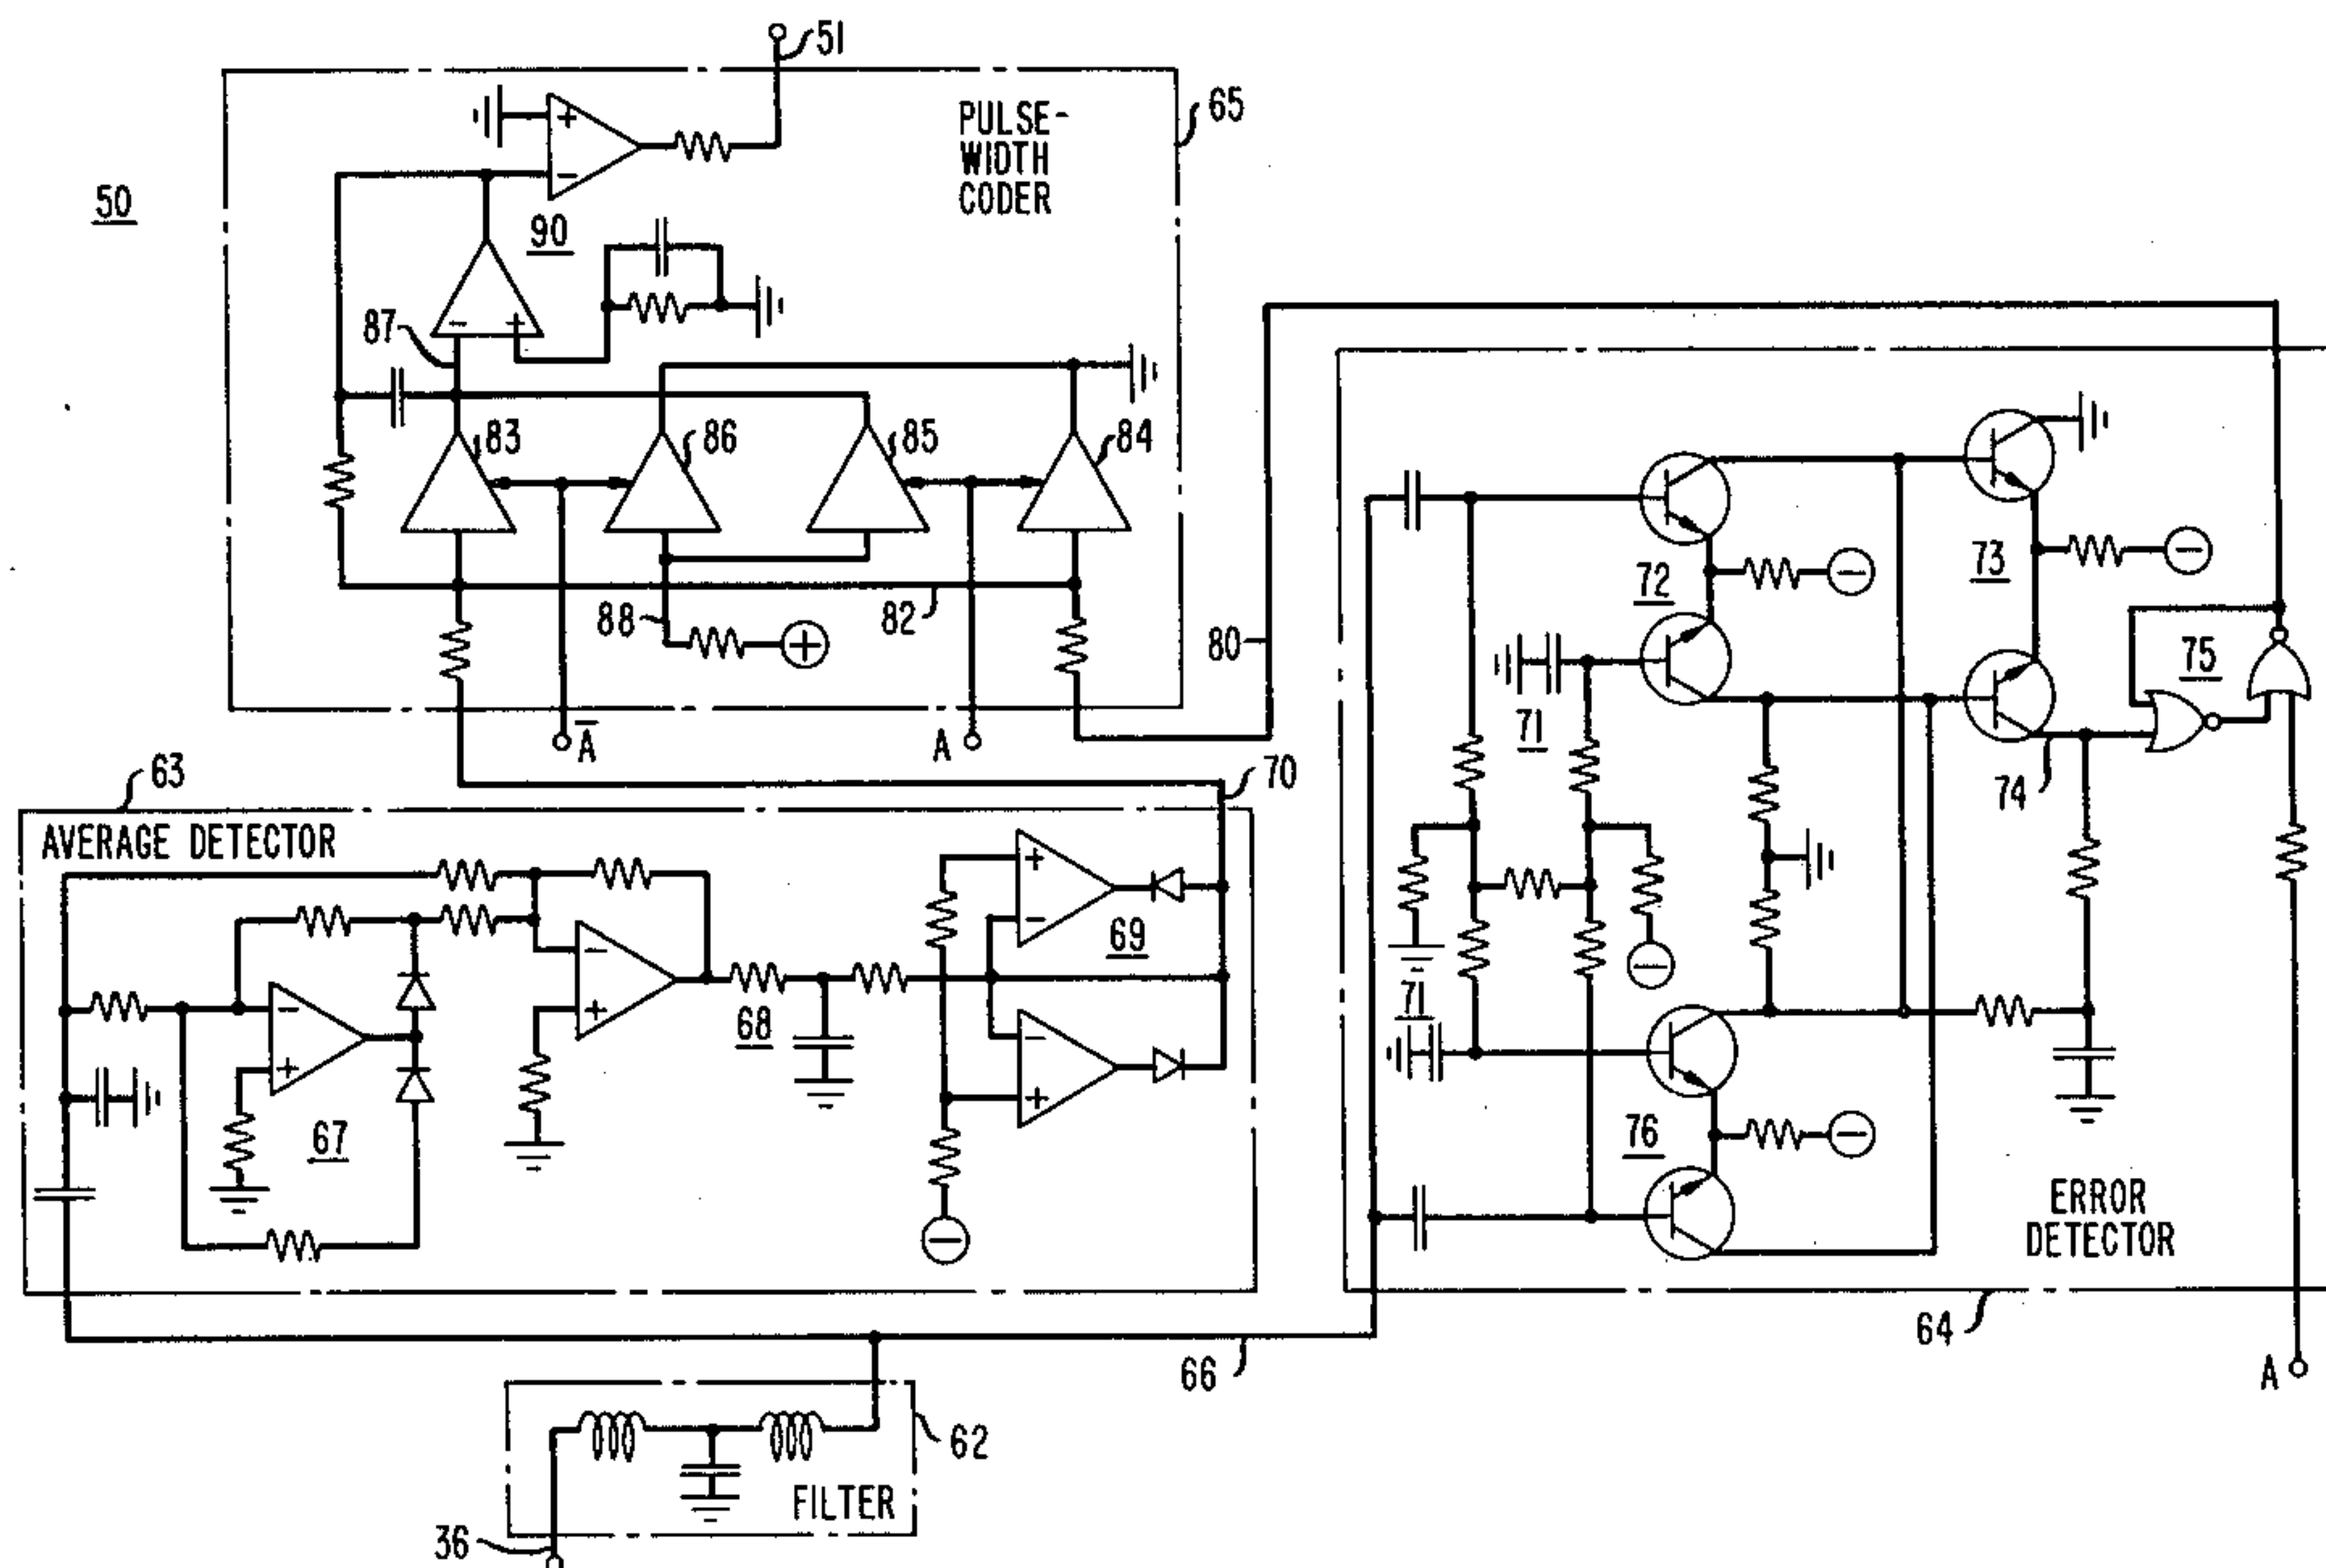 51
PULSE-
WIDTH
CODER
65
50
90
87
83
86
85
84
88
82
80
72
73
75
71
74
A̅
A
70
63
AVERAGE DETECTOR
69
68
67
71
76
ERROR
DETECTOR
64
66
A
62
FILTER
36